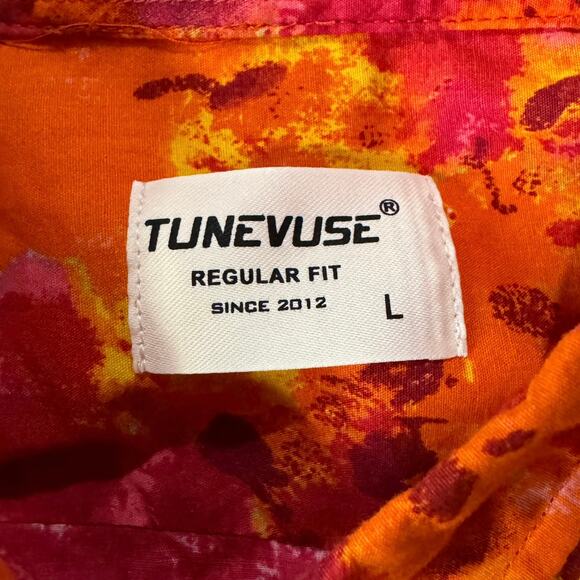 TUNEVUSE®
REGULAR FIT
SINCE 2012
L